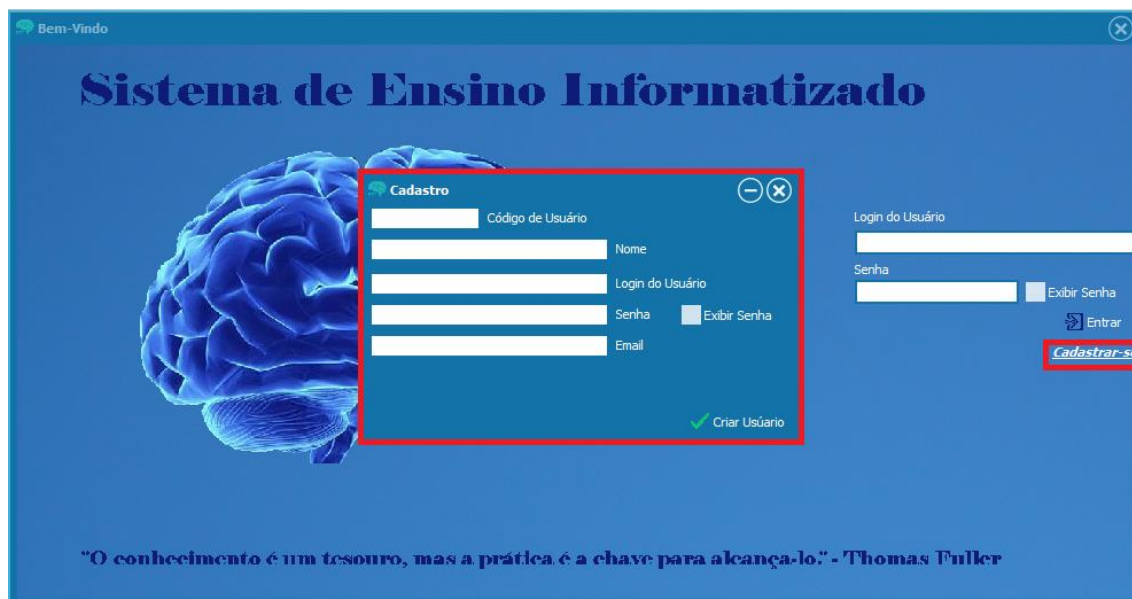 Bem-Vindo
Sistema de Ensino Informatizado
Cadastro
Código de Usuário
Nome
Login do Usuário
Senha
Exibir Senha
Email
Criar Usúario
Login do Usuário
Senha
Exibir Senha
Entrar
Cadastrar-s
"O conhecimento é um tesouro, mas a prática é a chave para alcança-lo." - Thomas Fuller